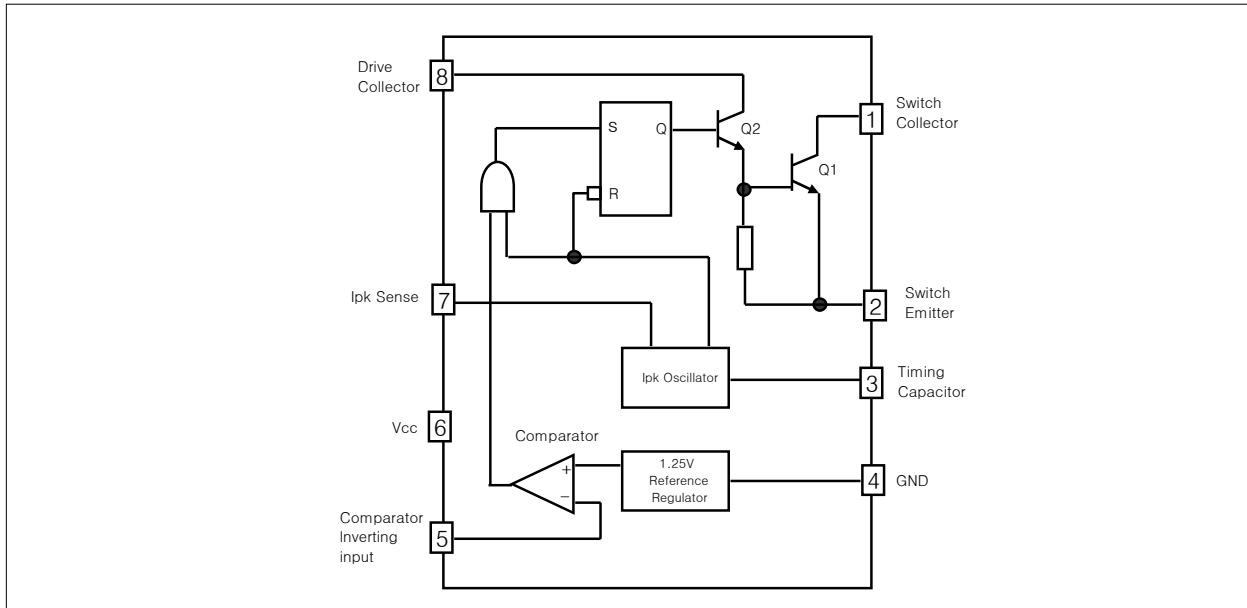 Drive
Collector
8
S
Q
Q2
Switch
Collector
1
Q1
R
Ipk Sense
7
Switch
Emitter
2
Ipk Oscillator
Timing
Capacitor
3
Vcc
6
Comparator
+
−
1.25V
Reference
Regulator
4
GND
Comparator
Inverting
input
5